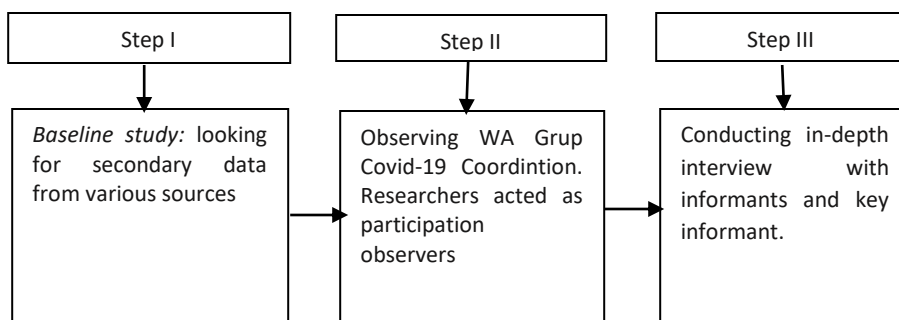 Step I
Step II
Step III
Baseline study: looking
for secondary data
from various sources
Observing WA Grup
Covid-19 Coordintion.
Researchers acted as
participation
observers
Conducting in-depth
interview with
informants and key
informant.